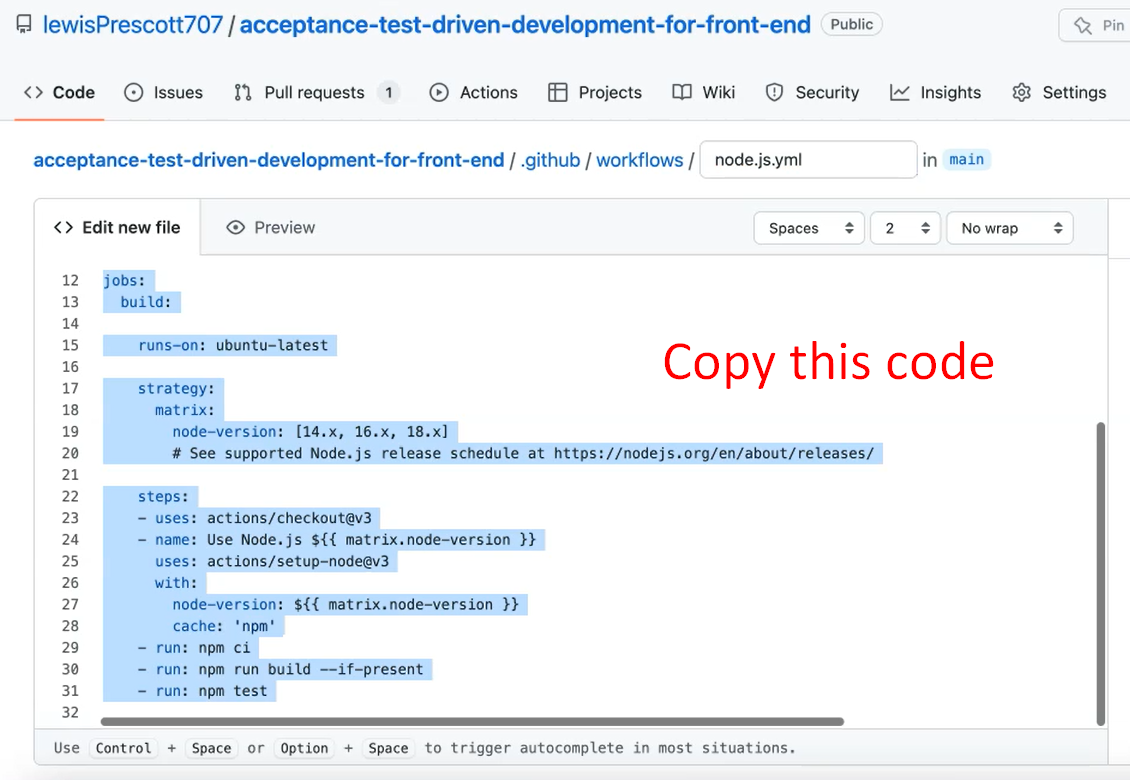 lewisPrescott707 / acceptance-test-driven-development-for-front-end Public Pin
Code Issues Pull requests 1 Actions Projects Wiki Security Insights Settings
acceptance-test-driven-development-for-front-end / .github / workflows / node.js.yml in main
<> Edit new file Preview Spaces 2 No wrap
12 jobs:
13   build:
14
15     runs-on: ubuntu-latest
16
Copy this code
17     strategy:
18       matrix:
19         node-version: [14.x, 16.x, 18.x]
20         # See supported Node.js release schedule at https://nodejs.org/en/about/releases/
21
22     steps:
23     - uses: actions/checkout@v3
24     - name: Use Node.js ${{ matrix.node-version }}
25       uses: actions/setup-node@v3
26       with:
27         node-version: ${{ matrix.node-version }}
28         cache: 'npm'
29     - run: npm ci
30     - run: npm run build --if-present
31     - run: npm test
32
Use Control + Space or Option + Space to trigger autocomplete in most situations.